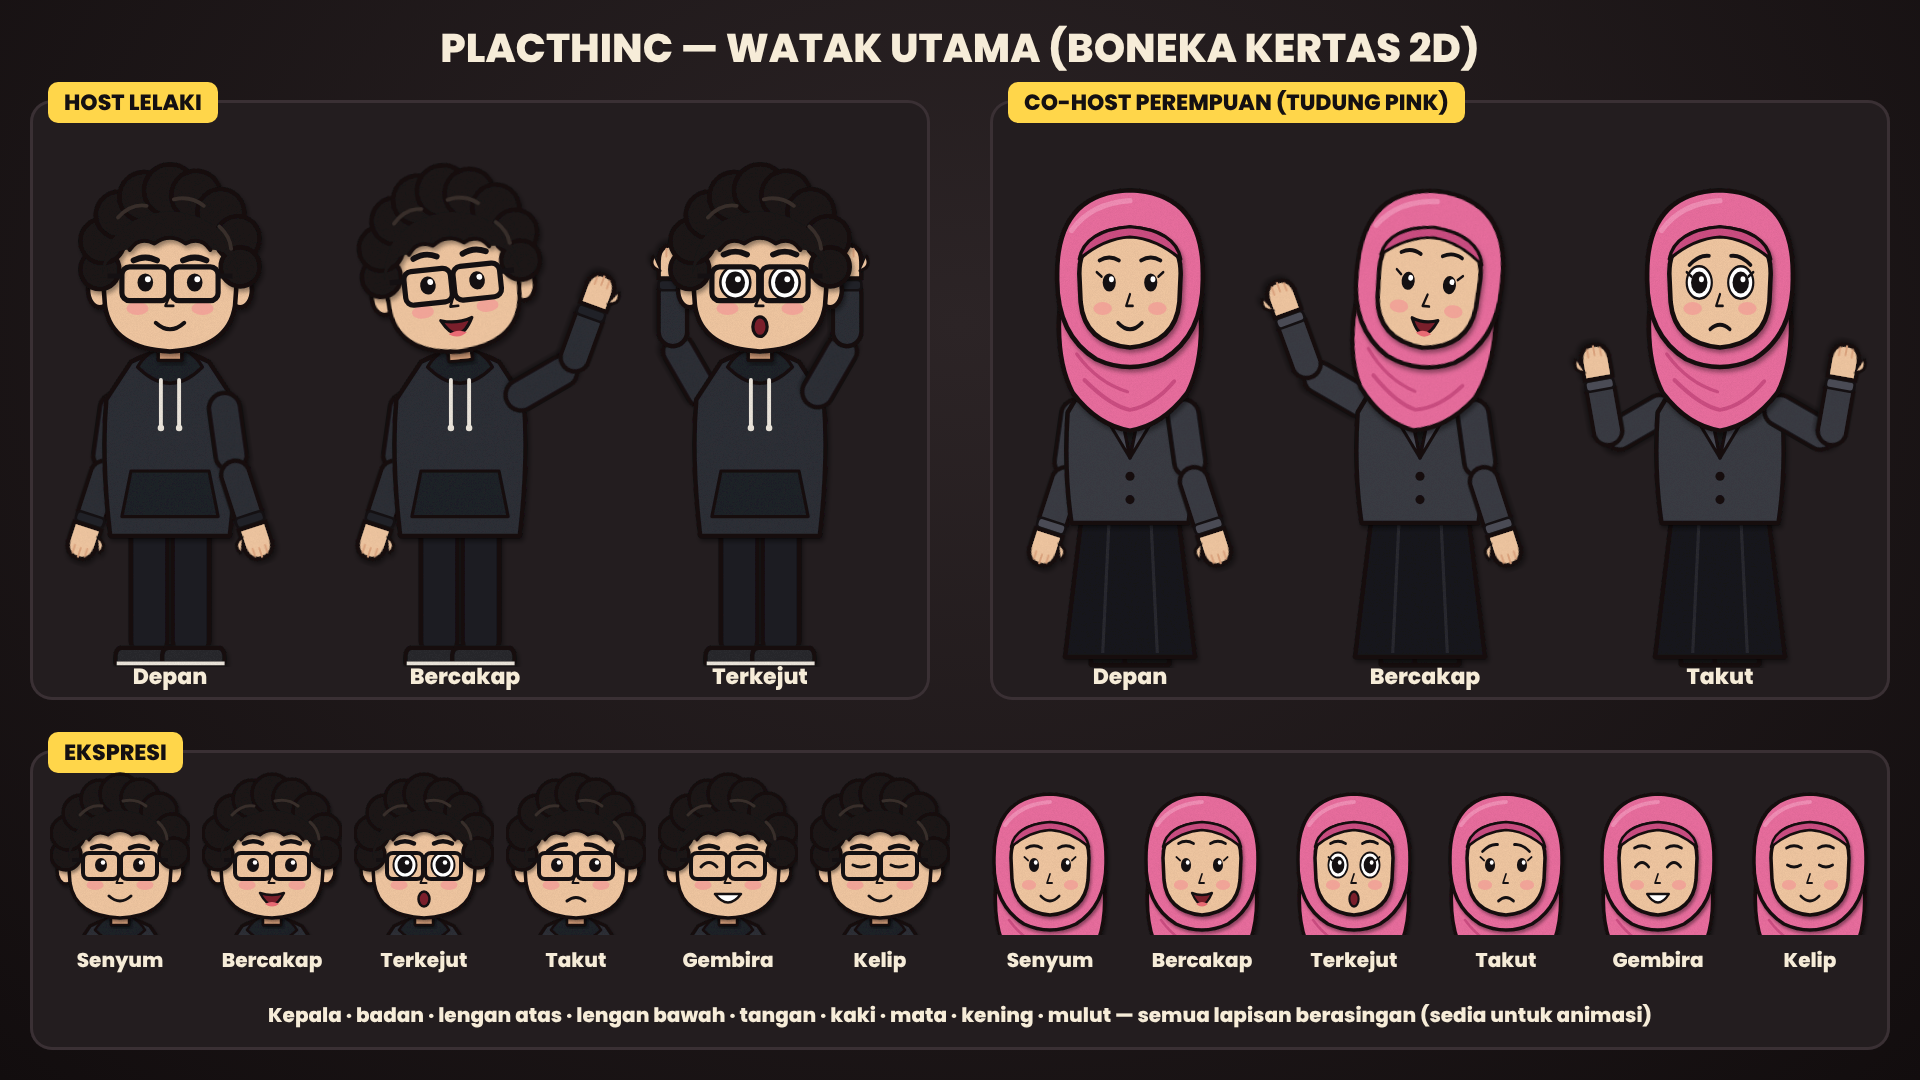 PLACTHINC — WATAK UTAMA (BONEKA KERTAS 2D)
HOST LELAKI
Depan
Bercakap
Terkejut
CO-HOST PEREMPUAN (TUDUNG PINK)
Depan
Bercakap
Takut
EKSPRESI
Senyum
Bercakap
Terkejut
Takut
Gembira
Kelip
Senyum
Bercakap
Terkejut
Takut
Gembira
Kelip
Kepala · badan · lengan atas · lengan bawah · tangan · kaki · mata · kening · mulut — semua lapisan berasingan (sedia untuk animasi)